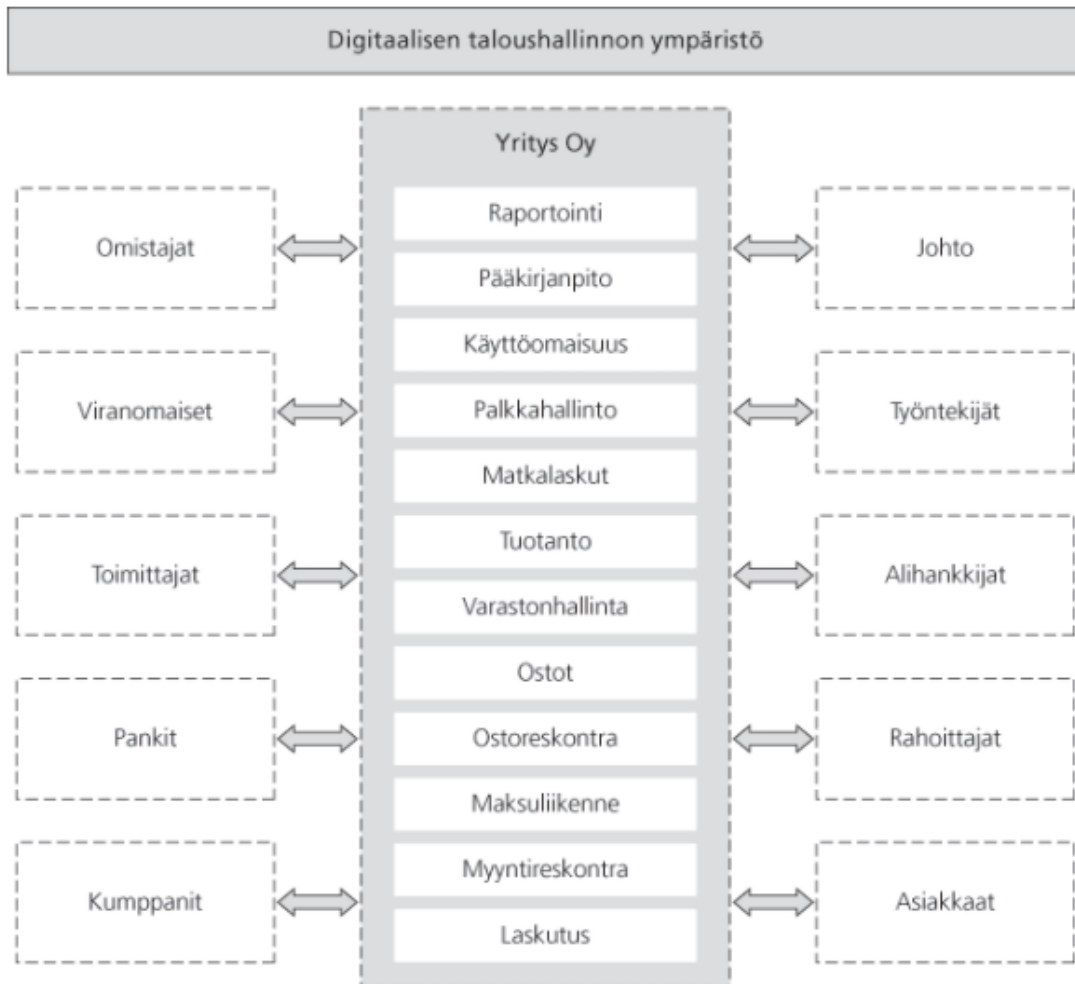 Digitaalisen taloushallinnon ympäristö
Yritys Oy
Omistajat
Viranomaiset
Toimittajat
Pankit
Kumppanit
Raportointi
Pääkirjanpito
Käyttöomaisuus
Palkkahallinto
Matkalaskut
Tuotanto
Varastonhallinta
Ostot
Ostoreskontra
Maksuliikenne
Myyntireskontra
Laskutus
Johto
Työntekijät
Alihankkijat
Rahoittajat
Asiakkaat